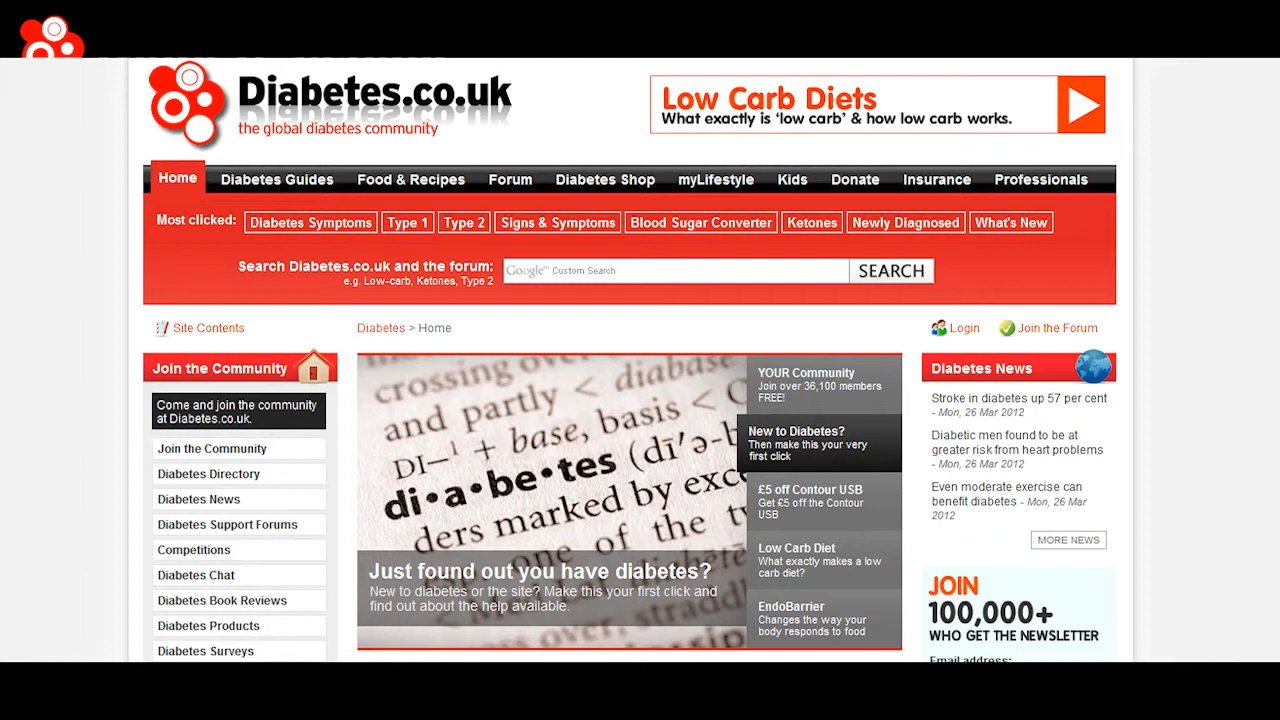 Diabetes.co.uk
the global diabetes community
Low Carb Diets
What exactly is 'low carb' & how low carb works.
Home
Diabetes Guides
Food & Recipes
Forum
Diabetes Shop
myLifestyle
Kids
Donate
Insurance
Professionals
Most clicked:
Diabetes Symptoms
Type 1
Type 2
Signs & Symptoms
Blood Sugar Converter
Ketones
Newly Diagnosed
What's New
Search Diabetes.co.uk and the forum:
e.g. Low-carb, Ketones, Type 2
Google™ Custom Search
SEARCH
Site Contents
Diabetes > Home
Login
Join the Forum
Join the Community
Come and join the community
at Diabetes.co.uk.
Join the Community
Diabetes Directory
Diabetes News
Diabetes Support Forums
Competitions
Diabetes Chat
Diabetes Book Reviews
Diabetes Products
Diabetes Surveys
crossing over
diabase
and partly <
basis < 
DI–¹ + base,
di•a•be•tes (dī′ə-b
ders marked by exce
one of the
Just found out you have diabetes?
New to diabetes or the site? Make this your first click and
find out about the help available.
YOUR Community
Join over 36,100 members
FREE!
New to Diabetes?
Then make this your very
first click
£5 off Contour USB
Get £5 off the Contour
USB
Low Carb Diet
What exactly makes a low
carb diet?
EndoBarrier
Changes the way your
body responds to food
Diabetes News
Stroke in diabetes up 57 per cent
- Mon, 26 Mar 2012
Diabetic men found to be at
greater risk from heart problems
- Mon, 26 Mar 2012
Even moderate exercise can
benefit diabetes - Mon, 26 Mar
2012
MORE NEWS
JOIN
100,000+
WHO GET THE NEWSLETTER
Email address: